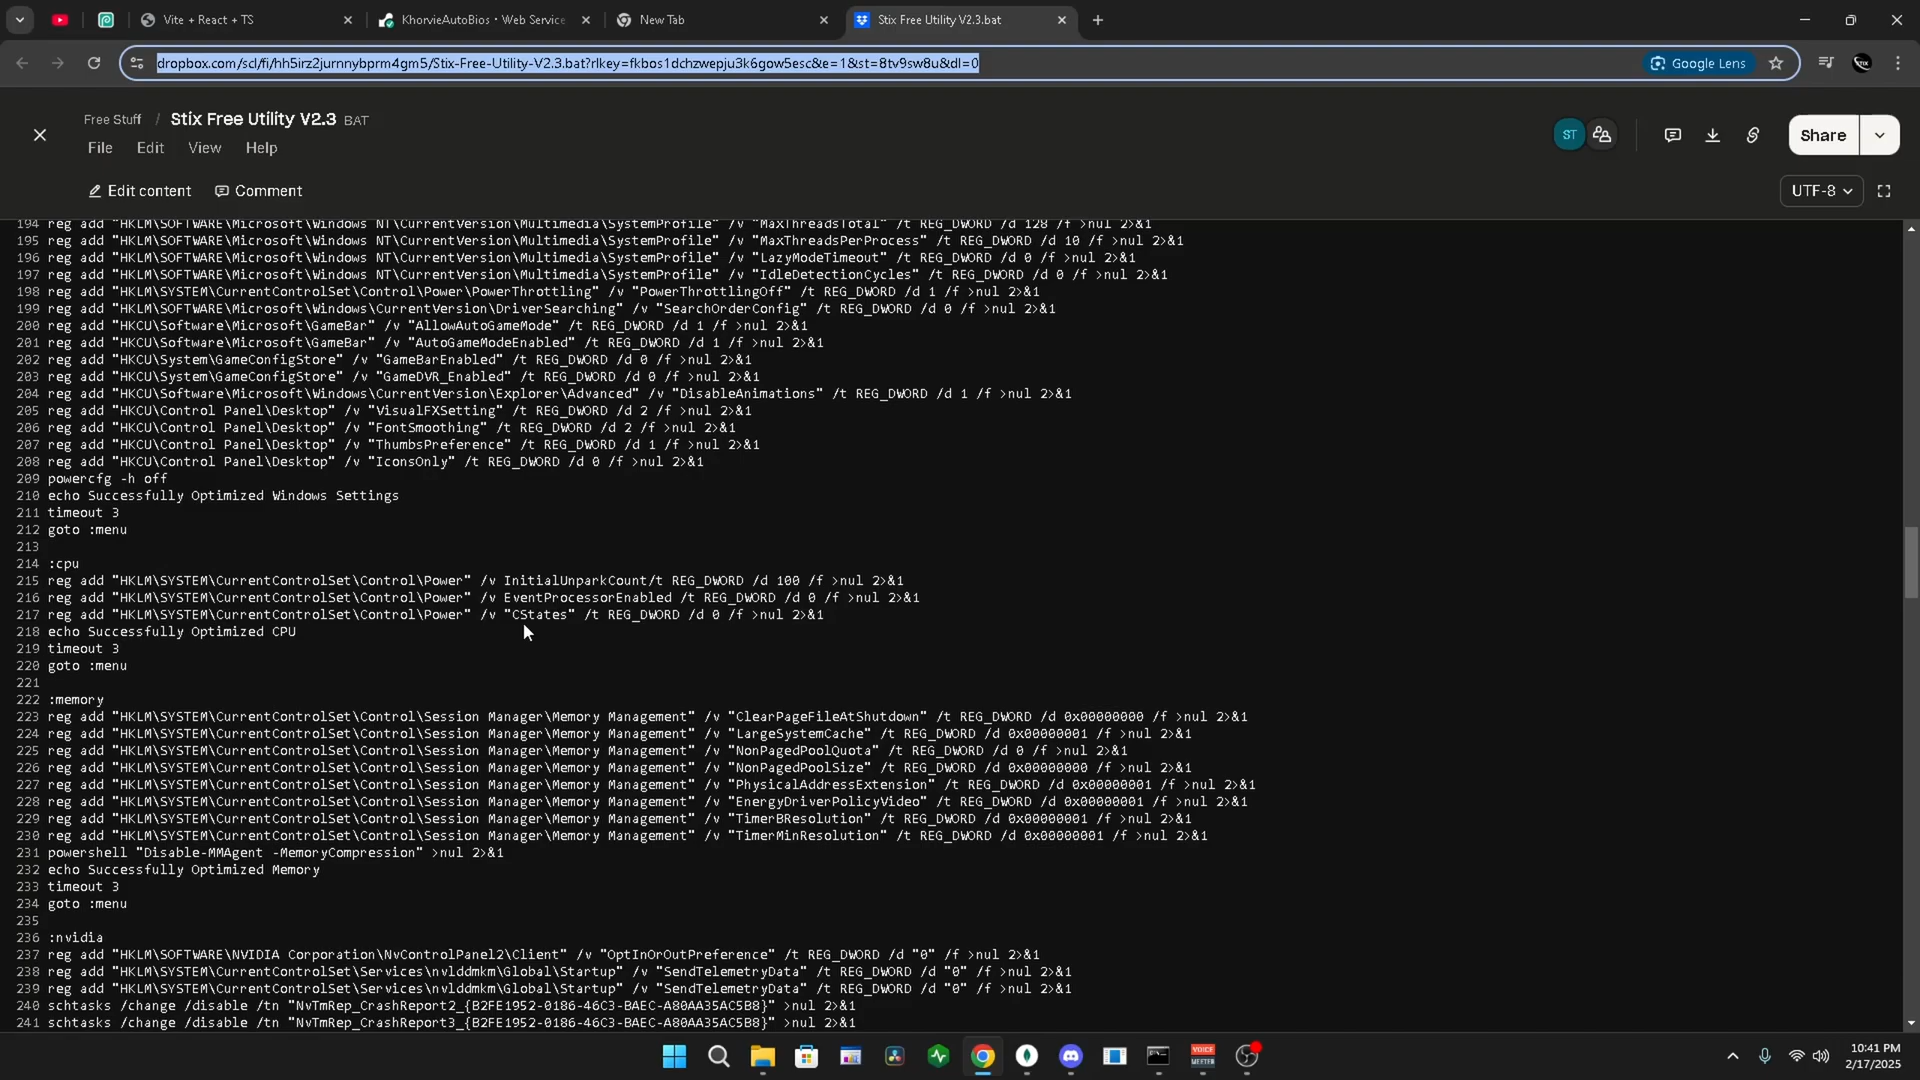 Vite + React + TS
KhorvieAutoBios · Web Service
New Tab
Stix Free Utility V2.3.bat
dropbox.com/scl/fi/hh5irz2jurnnybprm4gm5/Stix-Free-Utility-V2.3.bat?rlkey=fkbos1dchzwepju3k6gow5esc&e=1&st=8tv9sw8u&dl=0
Google Lens
Free Stuff / Stix Free Utility V2.3 BAT
File Edit View Help
ST
Share
Edit content Comment
UTF-8
194 reg add "HKLM\SOFTWARE\Microsoft\Windows NT\CurrentVersion\Multimedia\SystemProfile" /v "MaxThreadsTotal" /t REG_DWORD /d 128 /f >nul 2>&1
195 reg add "HKLM\SOFTWARE\Microsoft\Windows NT\CurrentVersion\Multimedia\SystemProfile" /v "MaxThreadsPerProcess" /t REG_DWORD /d 10 /f >nul 2>&1
196 reg add "HKLM\SOFTWARE\Microsoft\Windows NT\CurrentVersion\Multimedia\SystemProfile" /v "LazyModeTimeout" /t REG_DWORD /d 0 /f >nul 2>&1
197 reg add "HKLM\SOFTWARE\Microsoft\Windows NT\CurrentVersion\Multimedia\SystemProfile" /v "IdleDetectionCycles" /t REG_DWORD /d 0 /f >nul 2>&1
198 reg add "HKLM\SYSTEM\CurrentControlSet\Control\Power\PowerThrottling" /v "PowerThrottlingOff" /t REG_DWORD /d 1 /f >nul 2>&1
199 reg add "HKLM\SOFTWARE\Microsoft\Windows\CurrentVersion\DriverSearching" /v "SearchOrderConfig" /t REG_DWORD /d 0 /f >nul 2>&1
200 reg add "HKCU\Software\Microsoft\GameBar" /v "AllowAutoGameMode" /t REG_DWORD /d 1 /f >nul 2>&1
201 reg add "HKCU\Software\Microsoft\GameBar" /v "AutoGameModeEnabled" /t REG_DWORD /d 1 /f >nul 2>&1
202 reg add "HKCU\System\GameConfigStore" /v "GameBarEnabled" /t REG_DWORD /d 0 /f >nul 2>&1
203 reg add "HKCU\System\GameConfigStore" /v "GameDVR_Enabled" /t REG_DWORD /d 0 /f >nul 2>&1
204 reg add "HKCU\Software\Microsoft\Windows\CurrentVersion\Explorer\Advanced" /v "DisableAnimations" /t REG_DWORD /d 1 /f >nul 2>&1
205 reg add "HKCU\Control Panel\Desktop" /v "VisualFXSetting" /t REG_DWORD /d 2 /f >nul 2>&1
206 reg add "HKCU\Control Panel\Desktop" /v "FontSmoothing" /t REG_DWORD /d 2 /f >nul 2>&1
207 reg add "HKCU\Control Panel\Desktop" /v "ThumbsPreference" /t REG_DWORD /d 1 /f >nul 2>&1
208 reg add "HKCU\Control Panel\Desktop" /v "IconsOnly" /t REG_DWORD /d 0 /f >nul 2>&1
209 powercfg -h off
210 echo Successfully Optimized Windows Settings
211 timeout 3
212 goto :menu
213
214 :cpu
215 reg add "HKLM\SYSTEM\CurrentControlSet\Control\Power" /v InitialUnparkCount/t REG_DWORD /d 100 /f >nul 2>&1
216 reg add "HKLM\SYSTEM\CurrentControlSet\Control\Power" /v EventProcessorEnabled /t REG_DWORD /d 0 /f >nul 2>&1
217 reg add "HKLM\SYSTEM\CurrentControlSet\Control\Power" /v "CStates" /t REG_DWORD /d 0 /f >nul 2>&1
218 echo Successfully Optimized CPU
219 timeout 3
220 goto :menu
221
222 :memory
223 reg add "HKLM\SYSTEM\CurrentControlSet\Control\Session Manager\Memory Management" /v "ClearPageFileAtShutdown" /t REG_DWORD /d 0x00000000 /f >nul 2>&1
224 reg add "HKLM\SYSTEM\CurrentControlSet\Control\Session Manager\Memory Management" /v "LargeSystemCache" /t REG_DWORD /d 0x00000001 /f >nul 2>&1
225 reg add "HKLM\SYSTEM\CurrentControlSet\Control\Session Manager\Memory Management" /v "NonPagedPoolQuota" /t REG_DWORD /d 0 /f >nul 2>&1
226 reg add "HKLM\SYSTEM\CurrentControlSet\Control\Session Manager\Memory Management" /v "NonPagedPoolSize" /t REG_DWORD /d 0x00000000 /f >nul 2>&1
227 reg add "HKLM\SYSTEM\CurrentControlSet\Control\Session Manager\Memory Management" /v "PhysicalAddressExtension" /t REG_DWORD /d 0x00000001 /f >nul 2>&1
228 reg add "HKLM\SYSTEM\CurrentControlSet\Control\Session Manager\Memory Management" /v "EnergyDriverPolicyVideo" /t REG_DWORD /d 0x00000001 /f >nul 2>&1
229 reg add "HKLM\SYSTEM\CurrentControlSet\Control\Session Manager\Memory Management" /v "TimerBResolution" /t REG_DWORD /d 0x00000001 /f >nul 2>&1
230 reg add "HKLM\SYSTEM\CurrentControlSet\Control\Session Manager\Memory Management" /v "TimerMinResolution" /t REG_DWORD /d 0x00000001 /f >nul 2>&1
231 powershell "Disable-MMAgent -MemoryCompression" >nul 2>&1
232 echo Successfully Optimized Memory
233 timeout 3
234 goto :menu
235
236 :nvidia
237 reg add "HKLM\SOFTWARE\NVIDIA Corporation\NvControlPanel2\Client" /v "OptInOrOutPreference" /t REG_DWORD /d "0" /f >nul 2>&1
238 reg add "HKLM\SYSTEM\CurrentControlSet\Services\nvlddmkm\Global\Startup" /v "SendTelemetryData" /t REG_DWORD /d "0" /f >nul 2>&1
239 reg add "HKLM\SYSTEM\CurrentControlSet\Services\nvlddmkm\Global\Startup" /v "SendTelemetryData" /t REG_DWORD /d "0" /f >nul 2>&1
240 schtasks /change /disable /tn "NvTmRep_CrashReport2_{B2FE1952-0186-46C3-BAEC-A80AA35AC5B8}" >nul 2>&1
241 schtasks /change /disable /tn "NvTmRep_CrashReport3_{B2FE1952-0186-46C3-BAEC-A80AA35AC5B8}" >nul 2>&1
VOICE
MEETER
10:41 PM
2/17/2025